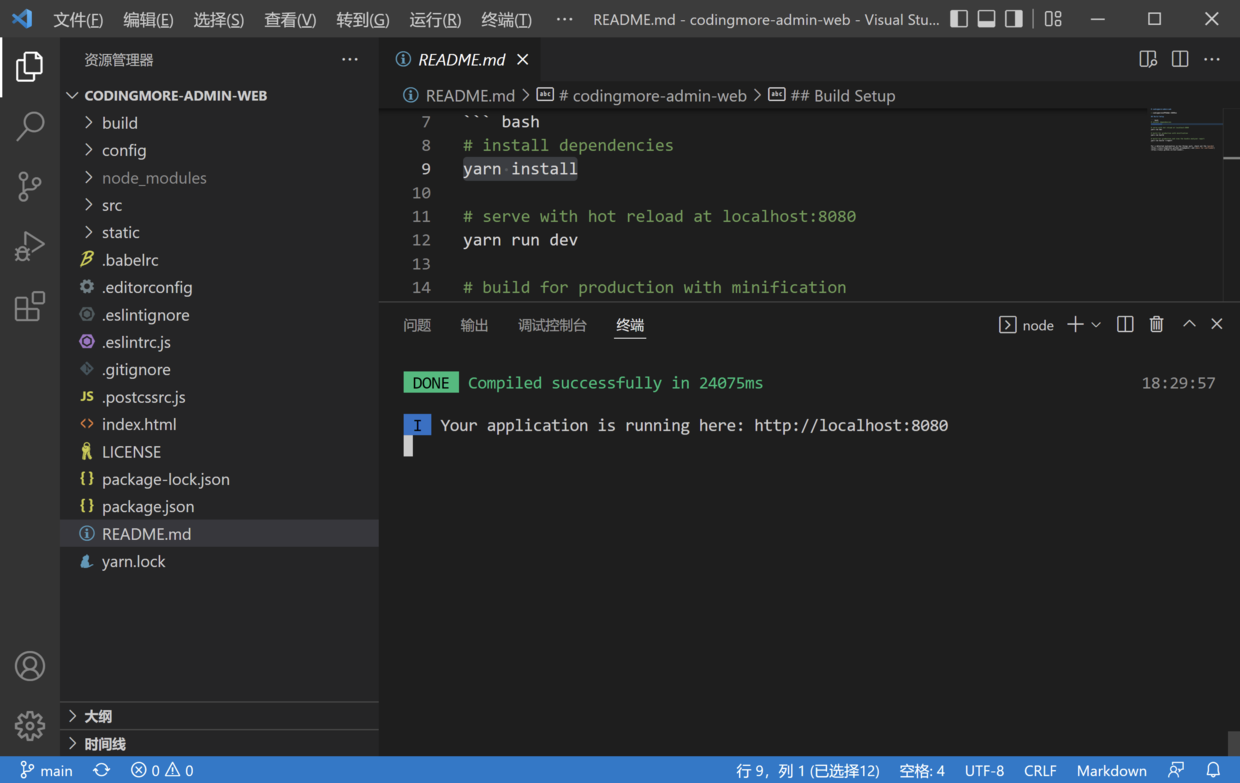 文件(F) 编辑(E) 选择(S) 查看(V) 转到(G) 运行(R) 终端(T) ··· README.md - codingmore-admin-web - Visual Stu...
资源管理器 ···
CODINGMORE-ADMIN-WEB
build
config
node_modules
src
static
.babelrc
.editorconfig
.eslintignore
.eslintrc.js
.gitignore
JS .postcssrc.js
<> index.html
LICENSE
{} package-lock.json
{} package.json
README.md
yarn.lock
大纲
时间线
README.md
README.md > # codingmore-admin-web > ## Build Setup
7 ``` bash
8 # install dependencies
9 yarn install
10
11 # serve with hot reload at localhost:8080
12 yarn run dev
13
14 # build for production with minification
问题 输出 调试控制台 终端 node
DONE Compiled successfully in 24075ms 18:29:57
I Your application is running here: http://localhost:8080
main 0 0 行 9，列 1 (已选择12) 空格: 4 UTF-8 CRLF Markdown